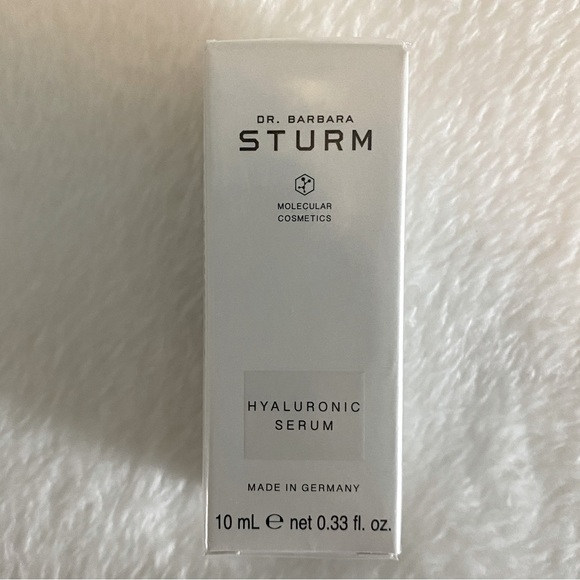 DR. BARBARA
STURM
MOLECULAR
COSMETICS
HYALURONIC
SERUM
MADE IN GERMANY
10 mL ℮ net 0.33 fl. oz.